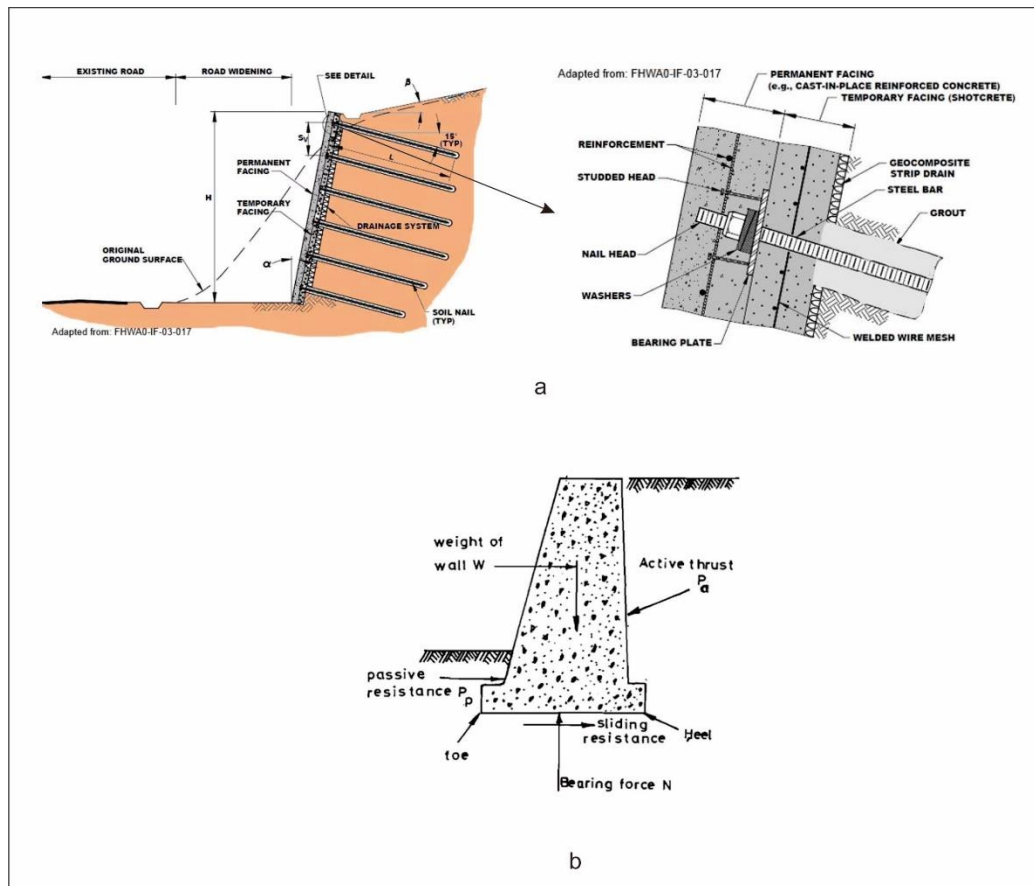 EXISTING ROAD
ROAD WIDENING
SEE DETAIL
β
15°
(TYP)
SV
L
H
PERMANENT
FACING
TEMPORARY
FACING
DRAINAGE SYSTEM
ORIGINAL
GROUND SURFACE
α
SOIL NAIL
(TYP)
Adapted from: FHWA0-IF-03-017
Adapted from: FHWA0-IF-03-017
PERMANENT FACING
(e.g., CAST-IN-PLACE REINFORCED CONCRETE)
TEMPORARY FACING (SHOTCRETE)
REINFORCEMENT
STUDDED HEAD
NAIL HEAD
WASHERS
BEARING PLATE
GEOCOMPOSITE
STRIP DRAIN
STEEL BAR
GROUT
WELDED WIRE MESH
a
weight of
wall W
Active thrust
Pa
passive
resistance Pp
sliding
resistance
Heel
toe
Bearing force N
b